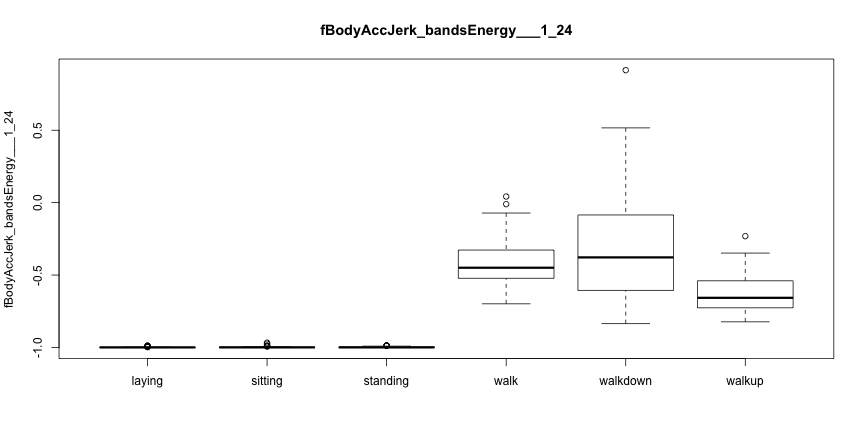 fBodyAccJerk_bandsEnergy___1_24
fBodyAccJerk_bandsEnergy___1_24
0.5
0.0
-0.5
-1.0
laying sitting standing walk walkdown walkup